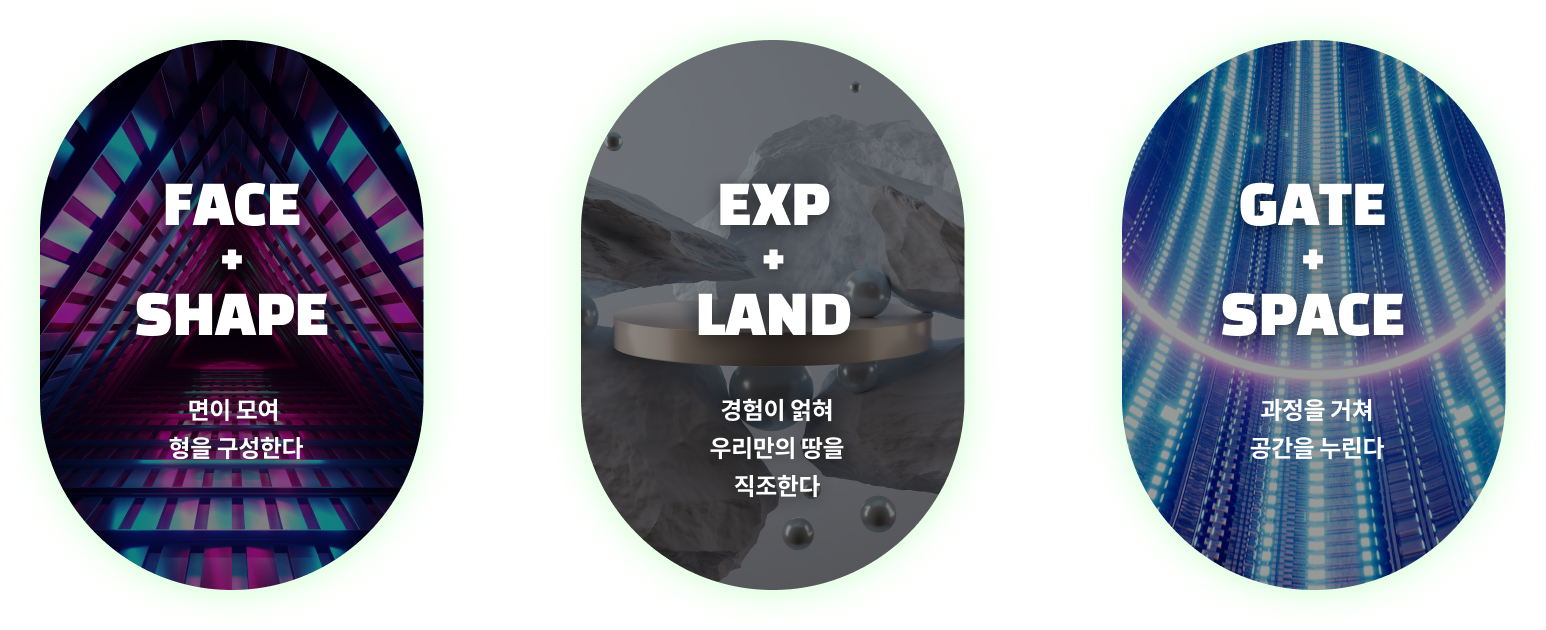 FACE
+
SHAPE
면이 모여
형을 구성한다
EXP
+
LAND
경험이 얽혀
우리만의 땅을
직조한다
GATE
+
SPACE
과정을 거쳐
공간을 누린다